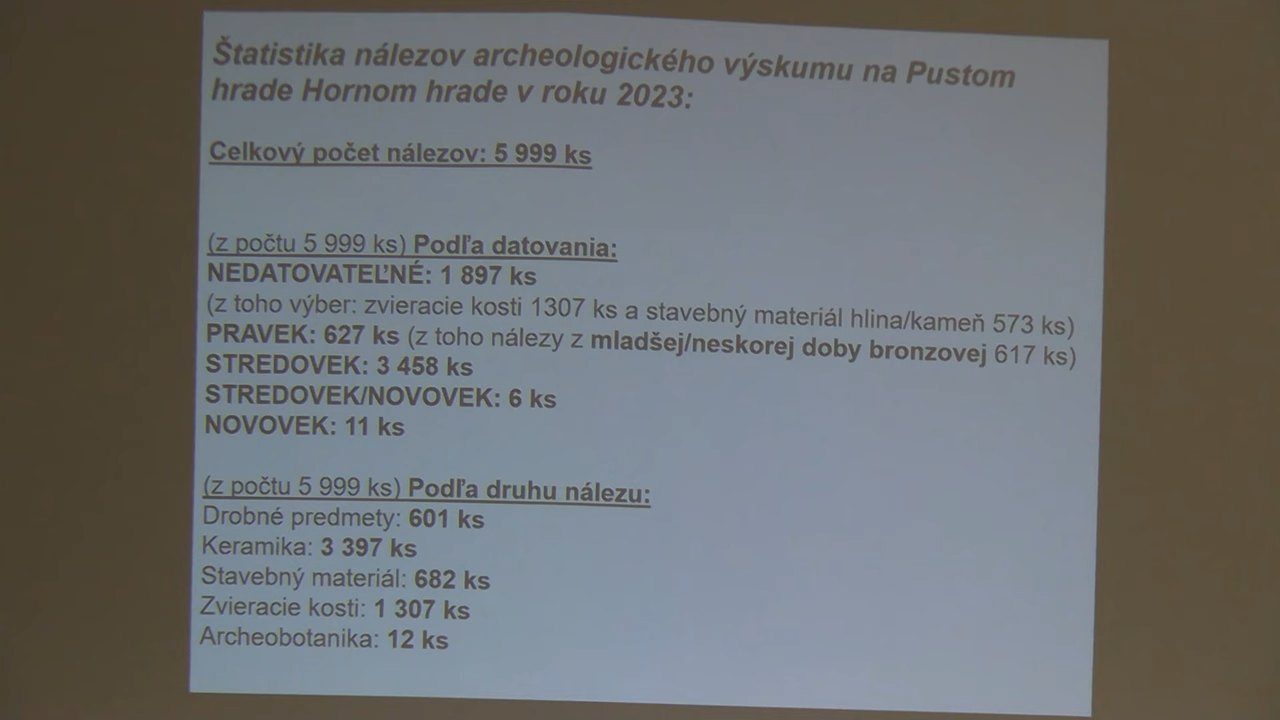 Štatistika nálezov archeologického výskumu na Pustom
hrade Hornom hrade v roku 2023:
Celkový počet nálezov: 5 999 ks
(z počtu 5 999 ks) Podľa datovania:
NEDATOVATEĽNÉ: 1 897 ks
(z toho výber: zvieracie kosti 1307 ks a stavebný materiál hlina/kameň 573 ks)
PRAVEK: 627 ks (z toho nálezy z mladšej/neskorej doby bronzovej 617 ks)
STREDOVEK: 3 458 ks
STREDOVEK/NOVOVEK: 6 ks
NOVOVEK: 11 ks
(z počtu 5 999 ks) Podľa druhu nálezu:
Drobné predmety: 601 ks
Keramika: 3 397 ks
Stavebný materiál: 682 ks
Zvieracie kosti: 1 307 ks
Archeobotanika: 12 ks